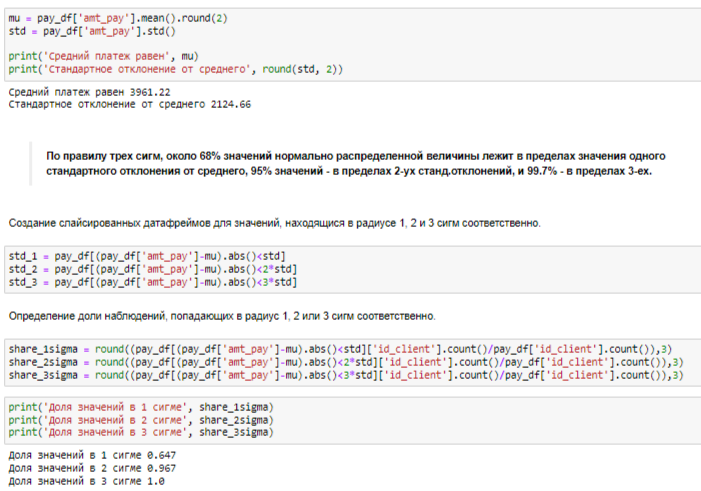 mu = pay_df['amt_pay'].mean().round(2)
std = pay_df['amt_pay'].std()
print('Средний платеж равен', mu)
print('Стандартное отклонение от среднего', round(std, 2))
Средний платеж равен 3961.22
Стандартное отклонение от среднего 2124.66
По правилу трех сигм, около 68% значений нормально распределенной величины лежит в пределах значения одного
стандартного отклонения от среднего, 95% значений - в пределах 2-ух станд.отклонений, и 99.7% - в пределах 3-ех.
Создание слайсированных датафреймов для значений, находящихся в радиусе 1, 2 и 3 сигм соответственно.
std_1 = pay_df[(pay_df['amt_pay']-mu).abs()<std]
std_2 = pay_df[(pay_df['amt_pay']-mu).abs()<2*std]
std_3 = pay_df[(pay_df['amt_pay']-mu).abs()<3*std]
Определение доли наблюдений, попадающих в радиус 1, 2 или 3 сигм соответственно.
share_1sigma = round((pay_df[(pay_df['amt_pay']-mu).abs()<std]['id_client'].count()/pay_df['id_client'].count()),3)
share_2sigma = round((pay_df[(pay_df['amt_pay']-mu).abs()<2*std]['id_client'].count()/pay_df['id_client'].count()),3)
share_3sigma = round((pay_df[(pay_df['amt_pay']-mu).abs()<3*std]['id_client'].count()/pay_df['id_client'].count()),3)
print('Доля значений в 1 сигме', share_1sigma)
print('Доля значений в 2 сигме', share_2sigma)
print('Доля значений в 3 сигме', share_3sigma)
Доля значений в 1 сигме 0.647
Доля значений в 2 сигме 0.967
Доля значений в 3 сигме 1.0